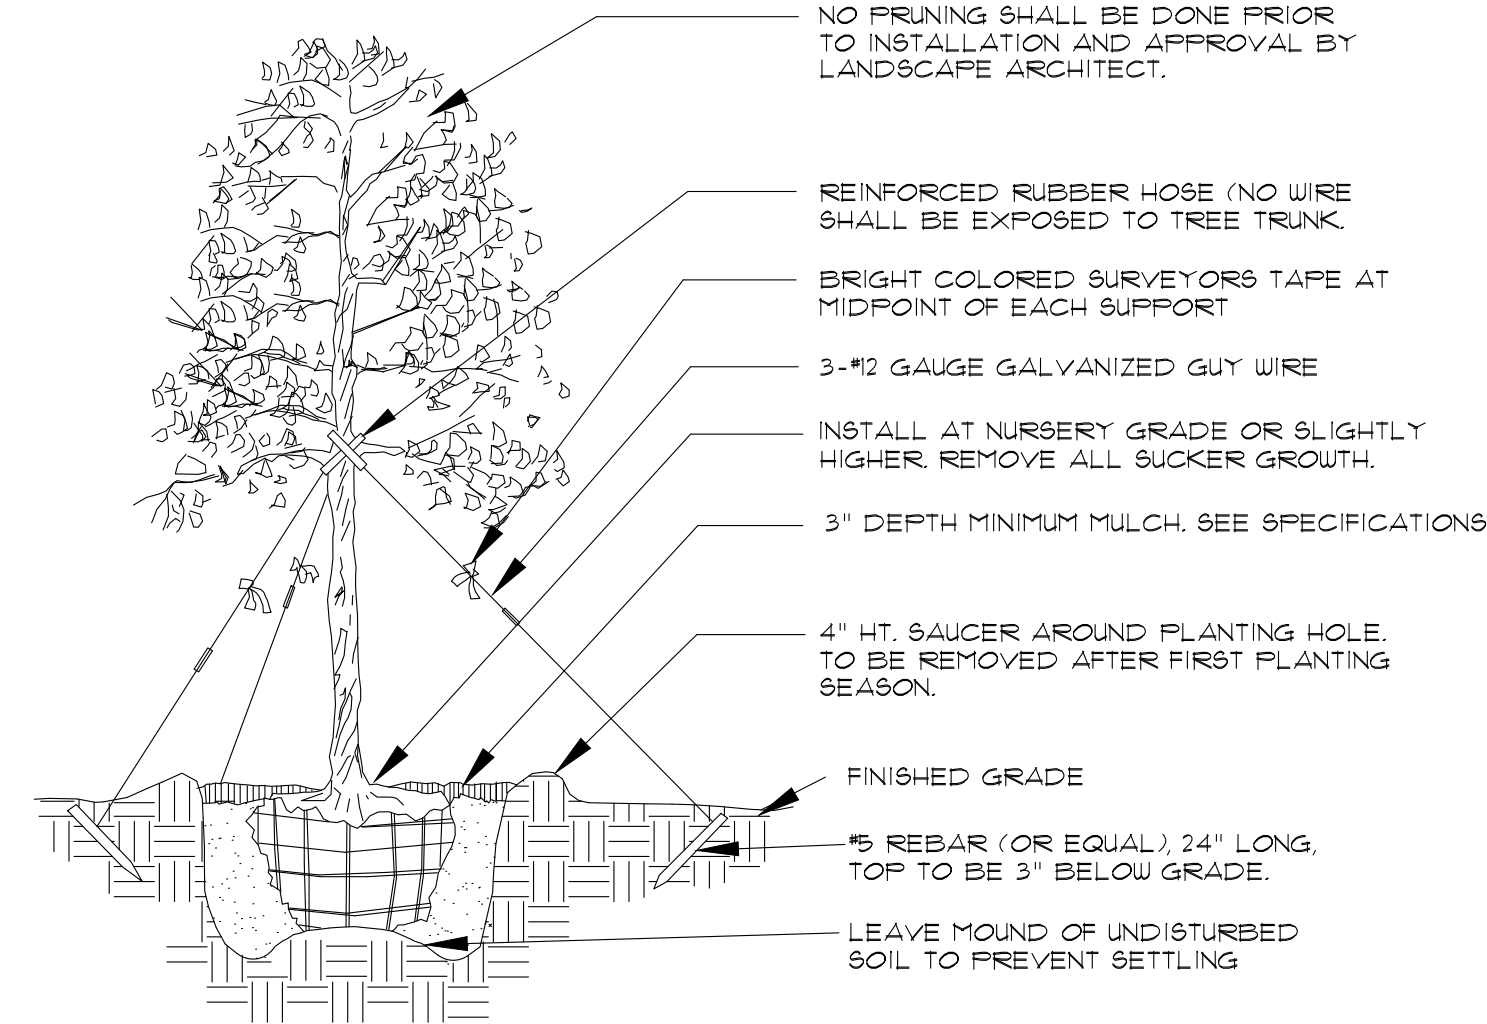 NO PRUNING SHALL BE DONE PRIOR
TO INSTALLATION AND APPROVAL BY
LANDSCAPE ARCHITECT.
REINFORCED RUBBER HOSE (NO WIRE
SHALL BE EXPOSED TO TREE TRUNK.
BRIGHT COLORED SURVEYORS TAPE AT
MIDPOINT OF EACH SUPPORT
3-#12 GAUGE GALVANIZED GUY WIRE
INSTALL AT NURSERY GRADE OR SLIGHTLY
HIGHER. REMOVE ALL SUCKER GROWTH.
3" DEPTH MINIMUM MULCH. SEE SPECIFICATIONS
4" HT. SAUCER AROUND PLANTING HOLE.
TO BE REMOVED AFTER FIRST PLANTING
SEASON.
FINISHED GRADE
#5 REBAR (OR EQUAL), 24" LONG,
TOP TO BE 3" BELOW GRADE.
LEAVE MOUND OF UNDISTURBED
SOIL TO PREVENT SETTLING